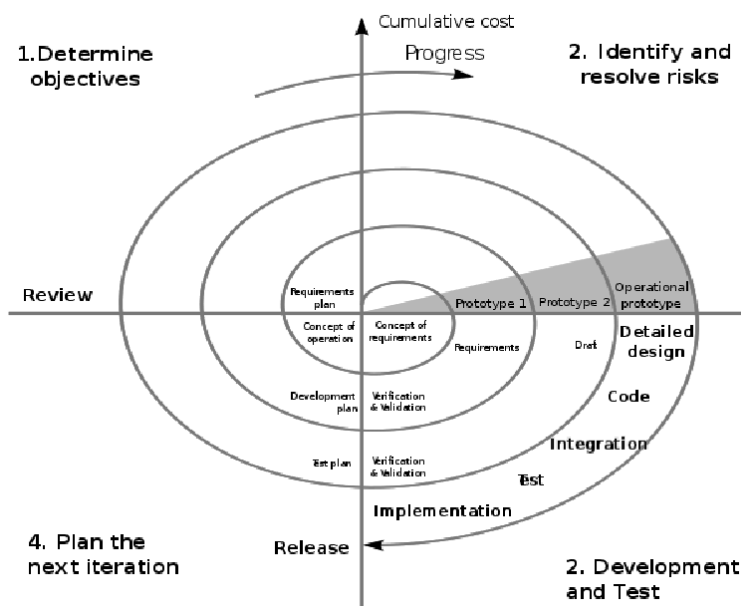 Cumulative cost
Progress
1.Determine
objectives
2. Identify and
resolve risks
Review
Requirements
plan
Prototype 1
Prototype 2
Operational
prototype
Concept of
operation
Concept of
requirements
Requirements
Draft
Detailed
design
Development
plan
Verification
& Validation
Code
Integration
Test plan
Verification
& Validation
Test
Implementation
Release
4. Plan the
next iteration
2. Development
and Test